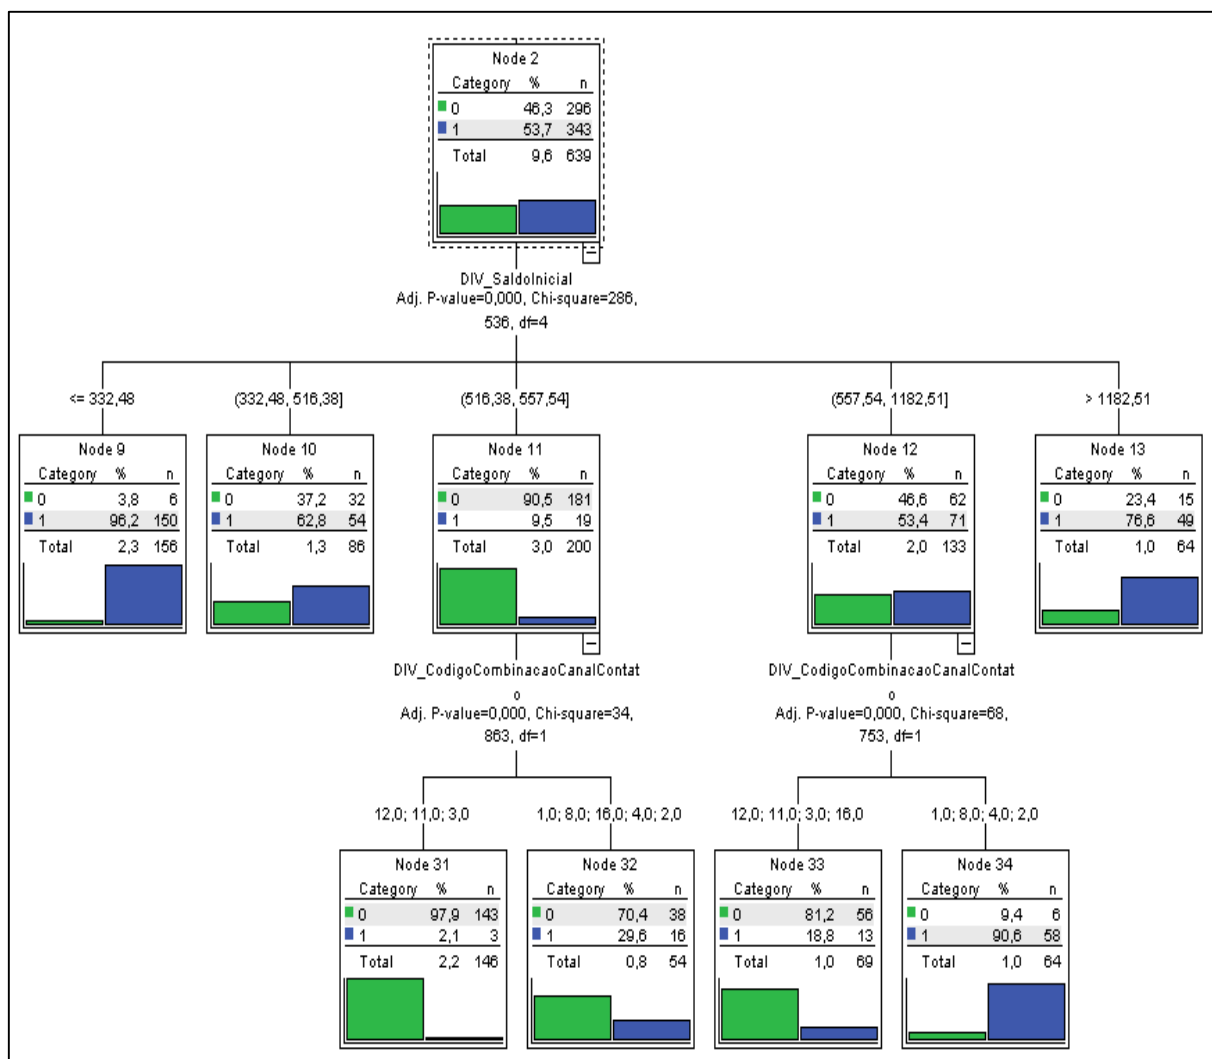 Node 2
Category % n
0 46,3 296
1 53,7 343
Total 9,6 639
DIV_SaldoInicial
Adj. P-value=0,000, Chi-square=286,
536, df=4
<= 332,48
(332,48, 516,38]
(516,38, 557,54]
(557,54, 1182,51]
> 1182,51
Node 9
Category % n
0 3,8 6
1 96,2 150
Total 2,3 156
Node 10
Category % n
0 37,2 32
1 62,8 54
Total 1,3 86
Node 11
Category % n
0 90,5 181
1 9,5 19
Total 3,0 200
Node 12
Category % n
0 46,6 62
1 53,4 71
Total 2,0 133
Node 13
Category % n
0 23,4 15
1 76,6 49
Total 1,0 64
DIV_CodigoCombinacaoCanalContat
o
Adj. P-value=0,000, Chi-square=34,
863, df=1
DIV_CodigoCombinacaoCanalContat
o
Adj. P-value=0,000, Chi-square=68,
753, df=1
12,0; 11,0; 3,0
1,0; 8,0; 16,0; 4,0; 2,0
12,0; 11,0; 3,0; 16,0
1,0; 8,0; 4,0; 2,0
Node 31
Category % n
0 97,9 143
1 2,1 3
Total 2,2 146
Node 32
Category % n
0 70,4 38
1 29,6 16
Total 0,8 54
Node 33
Category % n
0 81,2 56
1 18,8 13
Total 1,0 69
Node 34
Category % n
0 9,4 6
1 90,6 58
Total 1,0 64